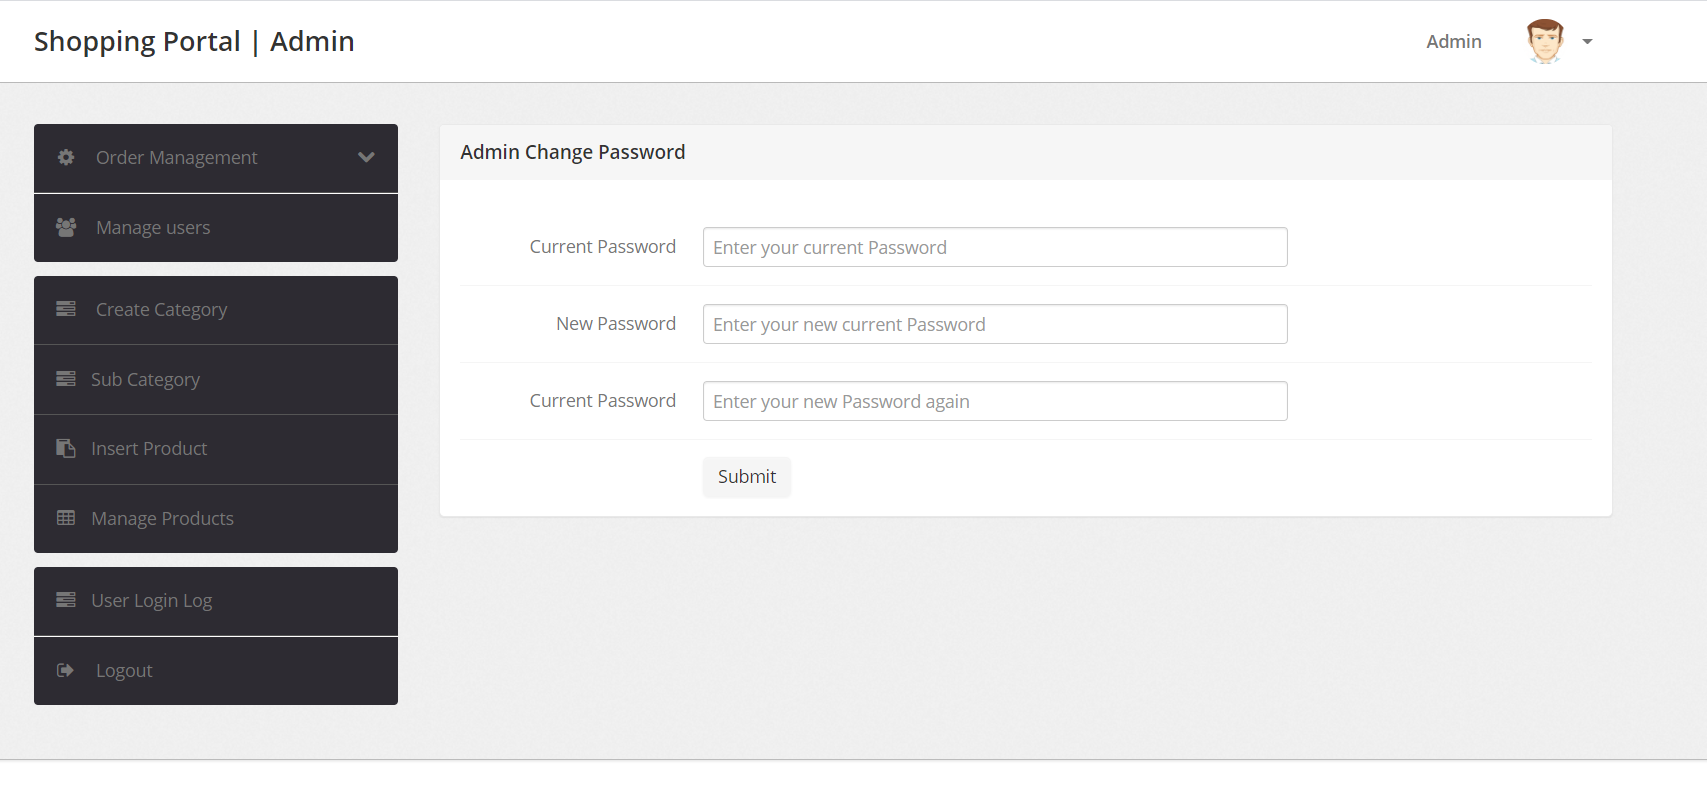 Shopping Portal | Admin
Admin
Order Management
Manage users
Create Category
Sub Category
Insert Product
Manage Products
User Login Log
Logout
Admin Change Password
Current Password
Enter your current Password
New Password
Enter your new current Password
Current Password
Enter your new Password again
Submit